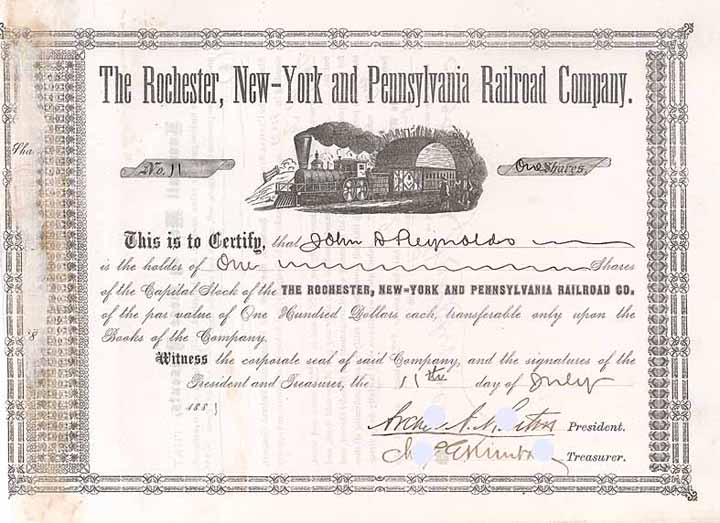 The Rochester, New-York and Pennsylvania Railroad Company.
Sha
No. 11
One Shares
This is to Certify, that John A Reynolds
is the holder of One Shares
of the Capital Stock of the THE ROCHESTER, NEW-YORK AND PENNSYLVANIA RAILROAD CO.
of the par value of One Hundred Dollars each, transferable only upon the
Books of the Company.
Witness the corporate seal of said Company, and the signatures of the
President and Treasurer, the 11th day of July
1881
President.
Treasurer.